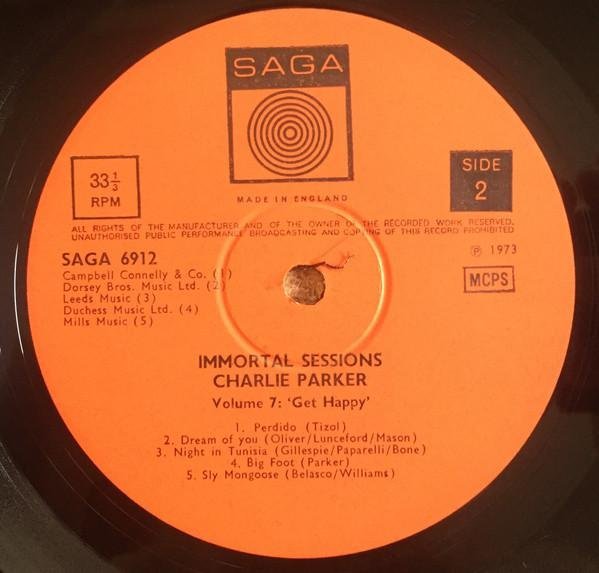 SAGA
33 1/3
RPM
SIDE
2
MADE IN ENGLAND
ALL RIGHTS OF THE MANUFACTURER AND OF THE OWNER OF THE RECORDED WORK RESERVED.
UNAUTHORISED PUBLIC PERFORMANCE BROADCASTING AND COPYING OF THIS RECORD PROHIBITED
SAGA 6912
Ⓟ 1973
Campbell Connelly & Co. (1)
Dorsey Bros. Music Ltd. (2)
Leeds Music (3)
Duchess Music Ltd. (4)
Mills Music (5)
MCPS
IMMORTAL SESSIONS
CHARLIE PARKER
Volume 7: 'Get Happy'
1. Perdido (Tizol)
2. Dream of you (Oliver/Lunceford/Mason)
3. Night in Tunisia (Gillespie/Paparelli/Bone)
4. Big Foot (Parker)
5. Sly Mongoose (Belasco/Williams)